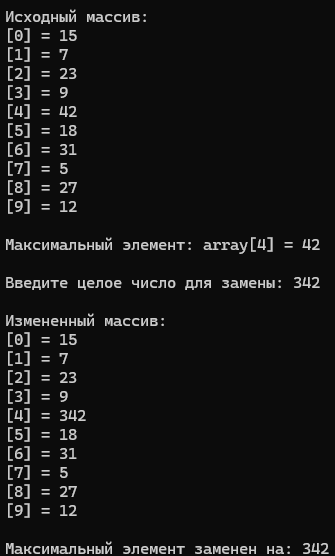 Исходный массив:
[0] = 15
[1] = 7
[2] = 23
[3] = 9
[4] = 42
[5] = 18
[6] = 31
[7] = 5
[8] = 27
[9] = 12
Максимальный элемент: array[4] = 42
Введите целое число для замены: 342
Измененный массив:
[0] = 15
[1] = 7
[2] = 23
[3] = 9
[4] = 342
[5] = 18
[6] = 31
[7] = 5
[8] = 27
[9] = 12
Максимальный элемент заменен на: 342